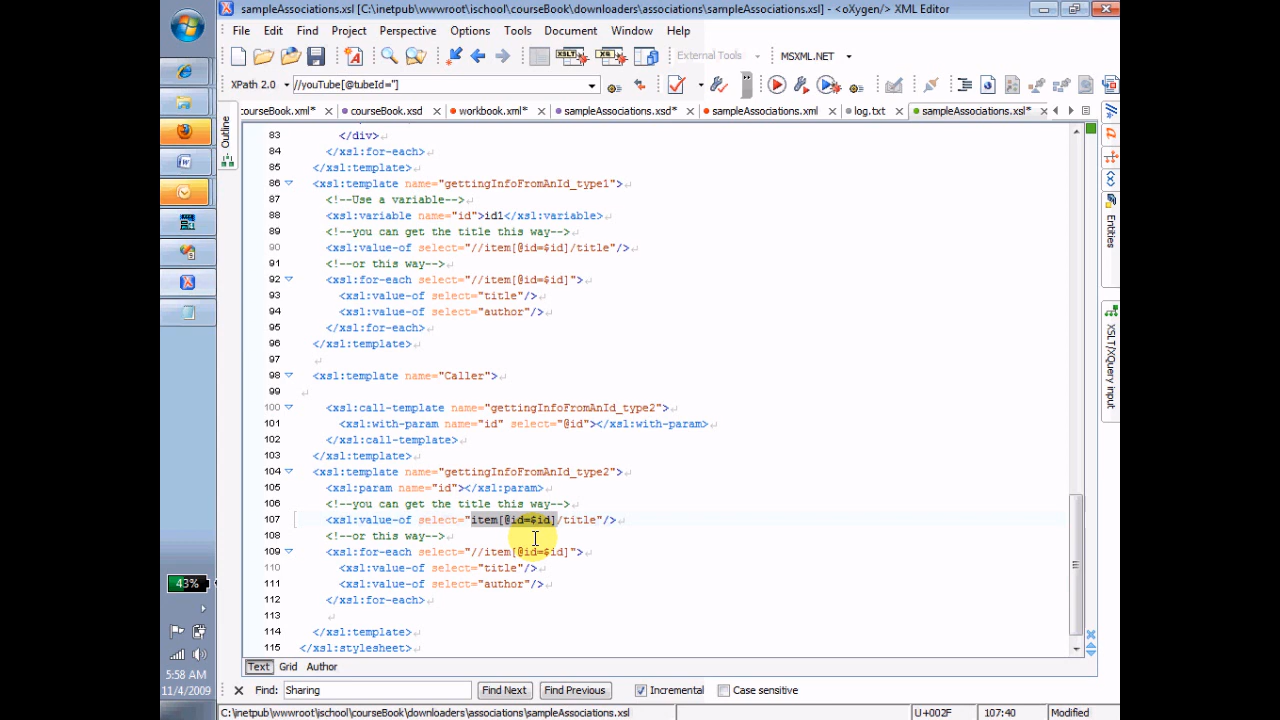 sampleAssociations.xsl [C:\inetpub\wwwroot\ischool\courseBook\downloaders\associations\sampleAssociations.xsl] - <oXygen/> XML Editor
File Edit Find Project Perspective Options Tools Document Window Help
External Tools MSXML.NET
XPath 2.0 //youTube[@tubeId='']
:ourseBook.xml* courseBook.xsd workbook.xml* sampleAssociations.xsd* sampleAssociations.xml log.txt sampleAssociations.xsl*
Outline
Entities
XSLT/XQuery input
83 </div>
84 </xsl:for-each>
85 </xsl:template>
86 <xsl:template name="gettingInfoFromAnId_type1">
87 <!--Use a variable-->
88 <xsl:variable name="id">id1</xsl:variable>
89 <!--you can get the title this way-->
90 <xsl:value-of select="//item[@id=$id]/title"/>
91 <!--or this way-->
92 <xsl:for-each select="//item[@id=$id]">
93 <xsl:value-of select="title"/>
94 <xsl:value-of select="author"/>
95 </xsl:for-each>
96 </xsl:template>
97
98 <xsl:template name="Caller">
99
100 <xsl:call-template name="gettingInfoFromAnId_type2">
101 <xsl:with-param name="id" select="@id"></xsl:with-param>
102 </xsl:call-template>
103 </xsl:template>
104 <xsl:template name="gettingInfoFromAnId_type2">
105 <xsl:param name="id"></xsl:param>
106 <!--you can get the title this way-->
107 <xsl:value-of select="item[@id=$id]/title"/>
108 <!--or this way-->
109 <xsl:for-each select="//item[@id=$id]">
110 <xsl:value-of select="title"/>
111 <xsl:value-of select="author"/>
112 </xsl:for-each>
113
114 </xsl:template>
115 </xsl:stylesheet>
43%
5:58 AM
11/4/2009
Text Grid Author
Find: Sharing Find Next Find Previous Incremental Case sensitive
C:\inetpub\wwwroot\ischool\courseBook\downloaders\associations\sampleAssociations.xsl U+002F 107:40 Modified